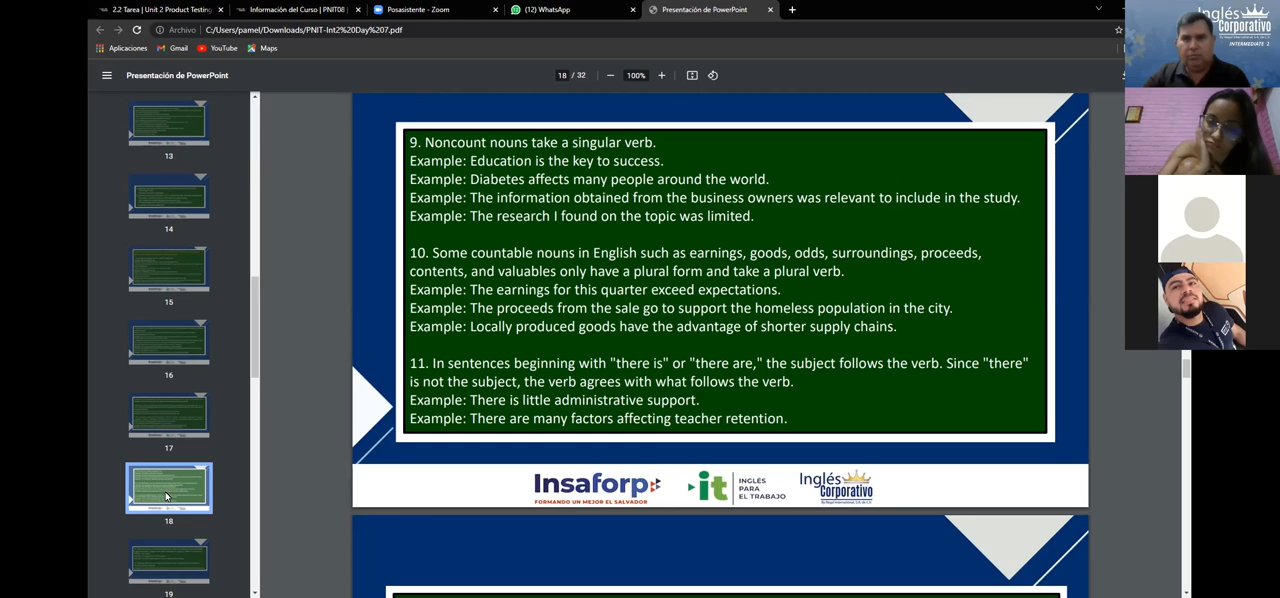 2.2 Tarea | Unit 2 Product Testing
Información del Curso | PNIT08
Posasistente - Zoom
(12) WhatsApp
Presentación de PowerPoint
Archivo
C:/Users/pamel/Downloads/PNIT-Int2%20Day%207.pdf
Aplicaciones
Gmail
YouTube
Maps
Presentación de PowerPoint
18 / 32
100%
13
14
15
16
17
18
19
9. Noncount nouns take a singular verb.
Example: Education is the key to success.
Example: Diabetes affects many people around the world.
Example: The information obtained from the business owners was relevant to include in the study.
Example: The research I found on the topic was limited.
10. Some countable nouns in English such as earnings, goods, odds, surroundings, proceeds,
contents, and valuables only have a plural form and take a plural verb.
Example: The earnings for this quarter exceed expectations.
Example: The proceeds from the sale go to support the homeless population in the city.
Example: Locally produced goods have the advantage of shorter supply chains.
11. In sentences beginning with "there is" or "there are," the subject follows the verb. Since "there"
is not the subject, the verb agrees with what follows the verb.
Example: There is little administrative support.
Example: There are many factors affecting teacher retention.
Insaforp
FORMANDO UN MEJOR EL SALVADOR
it
INGLÉS
PARA
EL TRABAJO
Inglés
Corporativo
Inglés
Corporativo
INTERMEDIATE 2